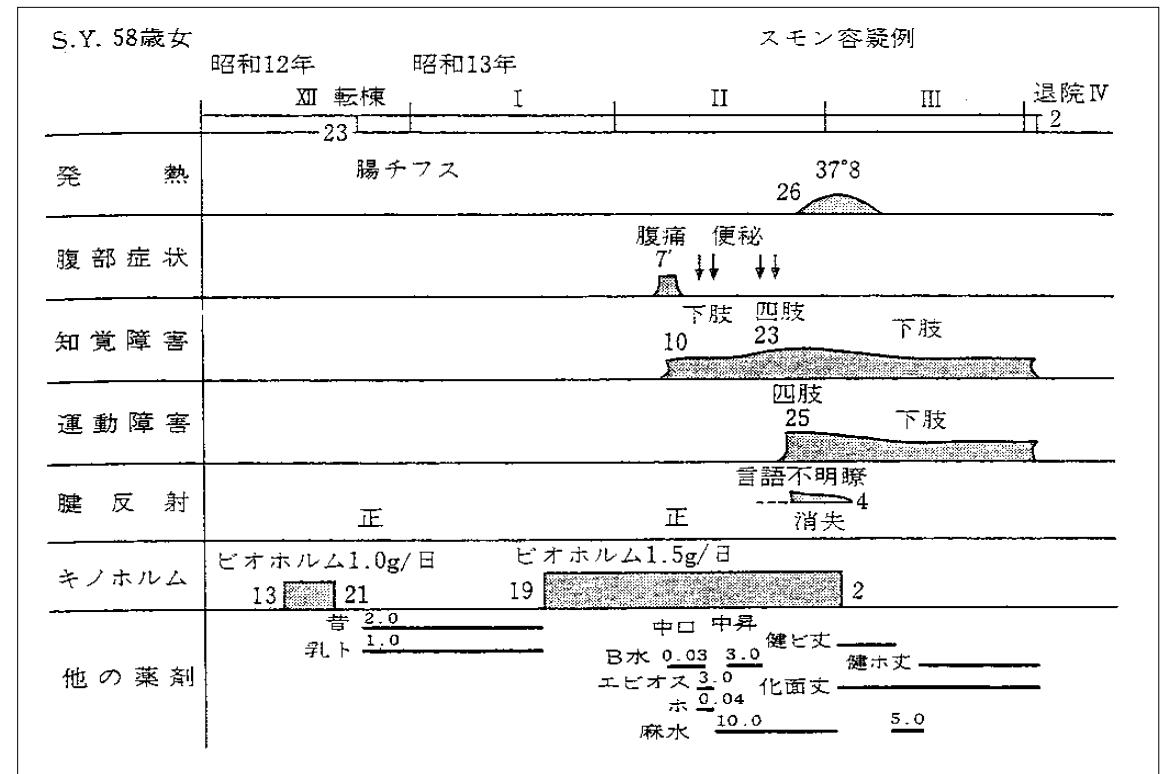 S.Y. 58歳女
スモン容疑例
昭和12年 昭和13年
XII 転棟 I II III 退院IV
23 2
発熱 腸チフス 26 37°8
腹部症状 腹痛 7' 便秘
知覚障害 10 下肢 四肢 23 下肢
運動障害 四肢 25 下肢
腱反射 正 正 言語不明瞭 4 消失
キノホルム ビオホルム1.0g/日 13 21 ビオホルム1.5g/日 19 2
他の薬剤
昔 2.0
乳ト 1.0
中口 中昇
B水 0.03 3.0
健ビ丈
健ホ丈
エビオス 3.0
化面丈
ホ 0.04
麻水 10.0 5.0